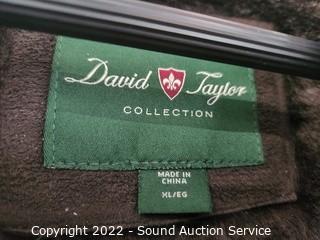 David Taylor
COLLECTION
MADE IN
CHINA
XL/EG
Copyright 2022 - Sound Auction Service